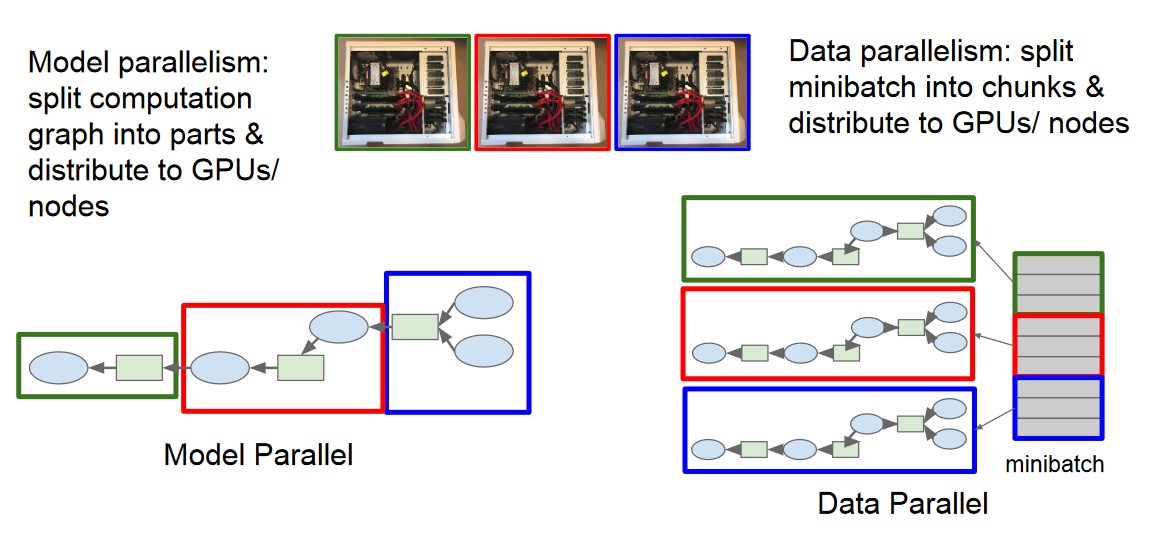 Model parallelism:
split computation
graph into parts &
distribute to GPUs/
nodes
Data parallelism: split
minibatch into chunks &
distribute to GPUs/ nodes
Model Parallel
minibatch
Data Parallel